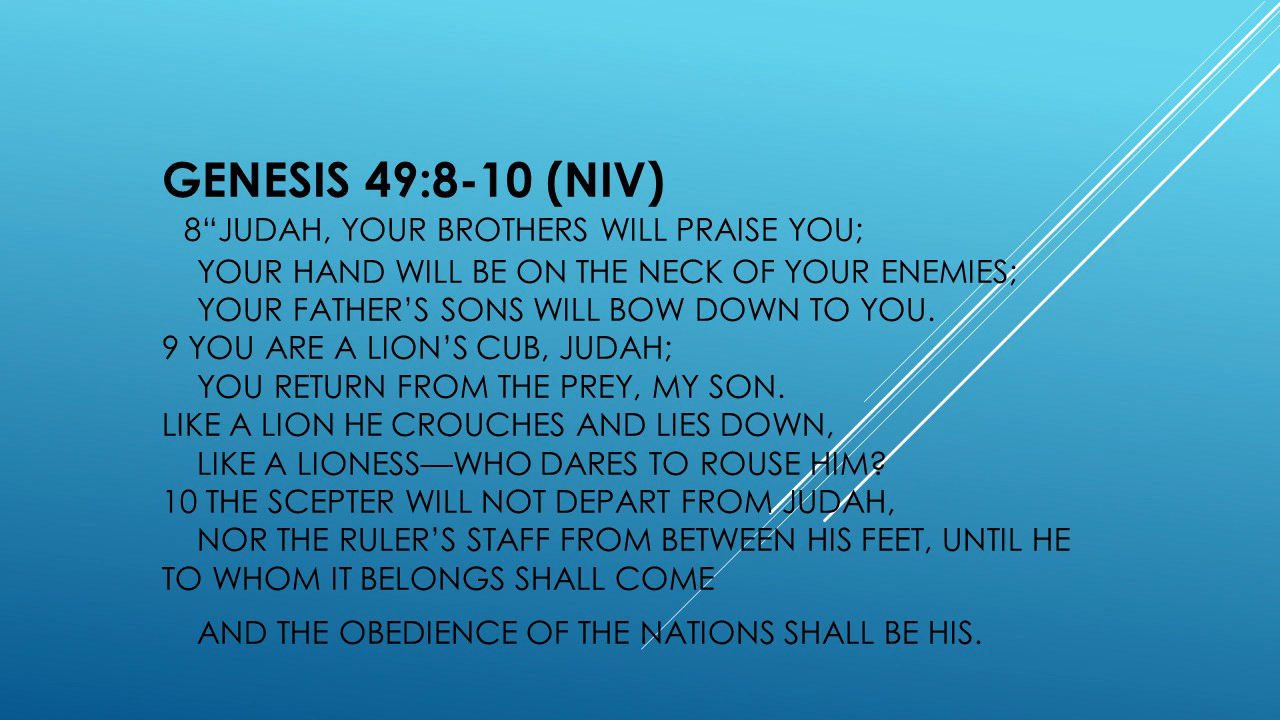 GENESIS 49:8-10 (NIV)
8“JUDAH, YOUR BROTHERS WILL PRAISE YOU;
YOUR HAND WILL BE ON THE NECK OF YOUR ENEMIES;
YOUR FATHER’S SONS WILL BOW DOWN TO YOU.
9 YOU ARE A LION’S CUB, JUDAH;
YOU RETURN FROM THE PREY, MY SON.
LIKE A LION HE CROUCHES AND LIES DOWN,
LIKE A LIONESS—WHO DARES TO ROUSE HIM?
10 THE SCEPTER WILL NOT DEPART FROM JUDAH,
NOR THE RULER’S STAFF FROM BETWEEN HIS FEET, UNTIL HE
TO WHOM IT BELONGS SHALL COME
AND THE OBEDIENCE OF THE NATIONS SHALL BE HIS.